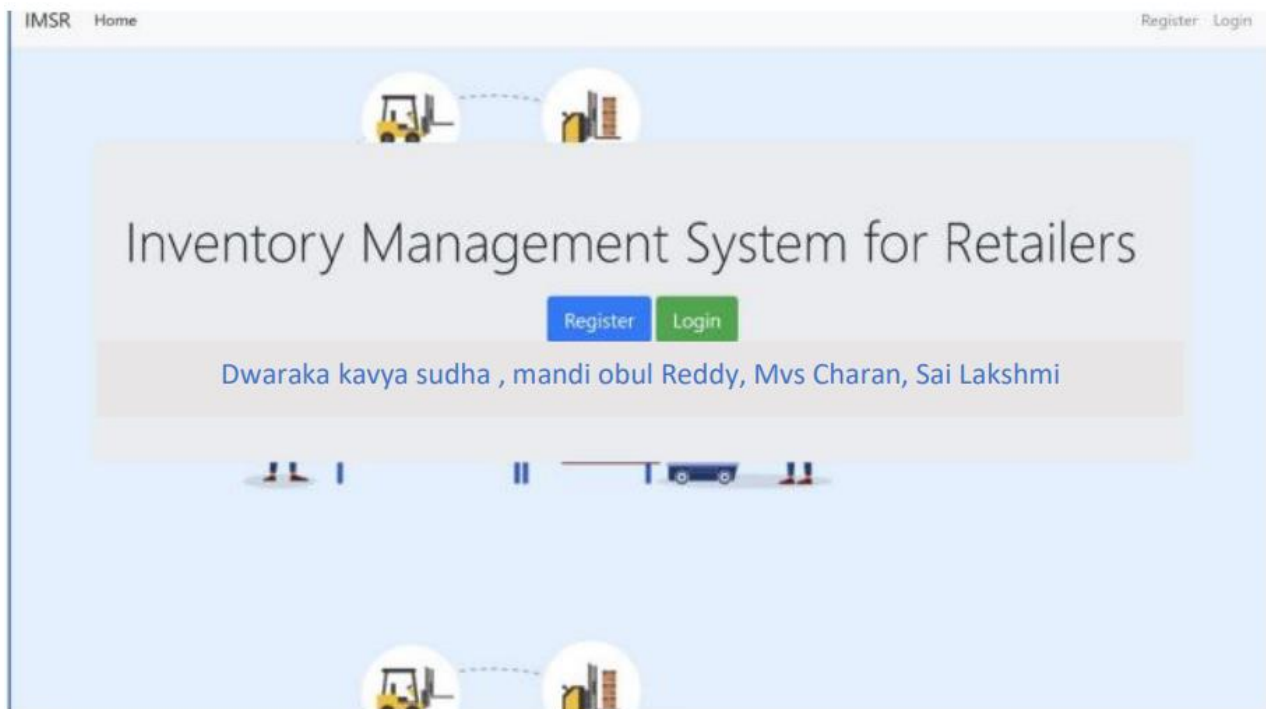 IMSR Home Register Login
Inventory Management System for Retailers
Register Login
Dwaraka kavya sudha , mandi obul Reddy, Mvs Charan, Sai Lakshmi